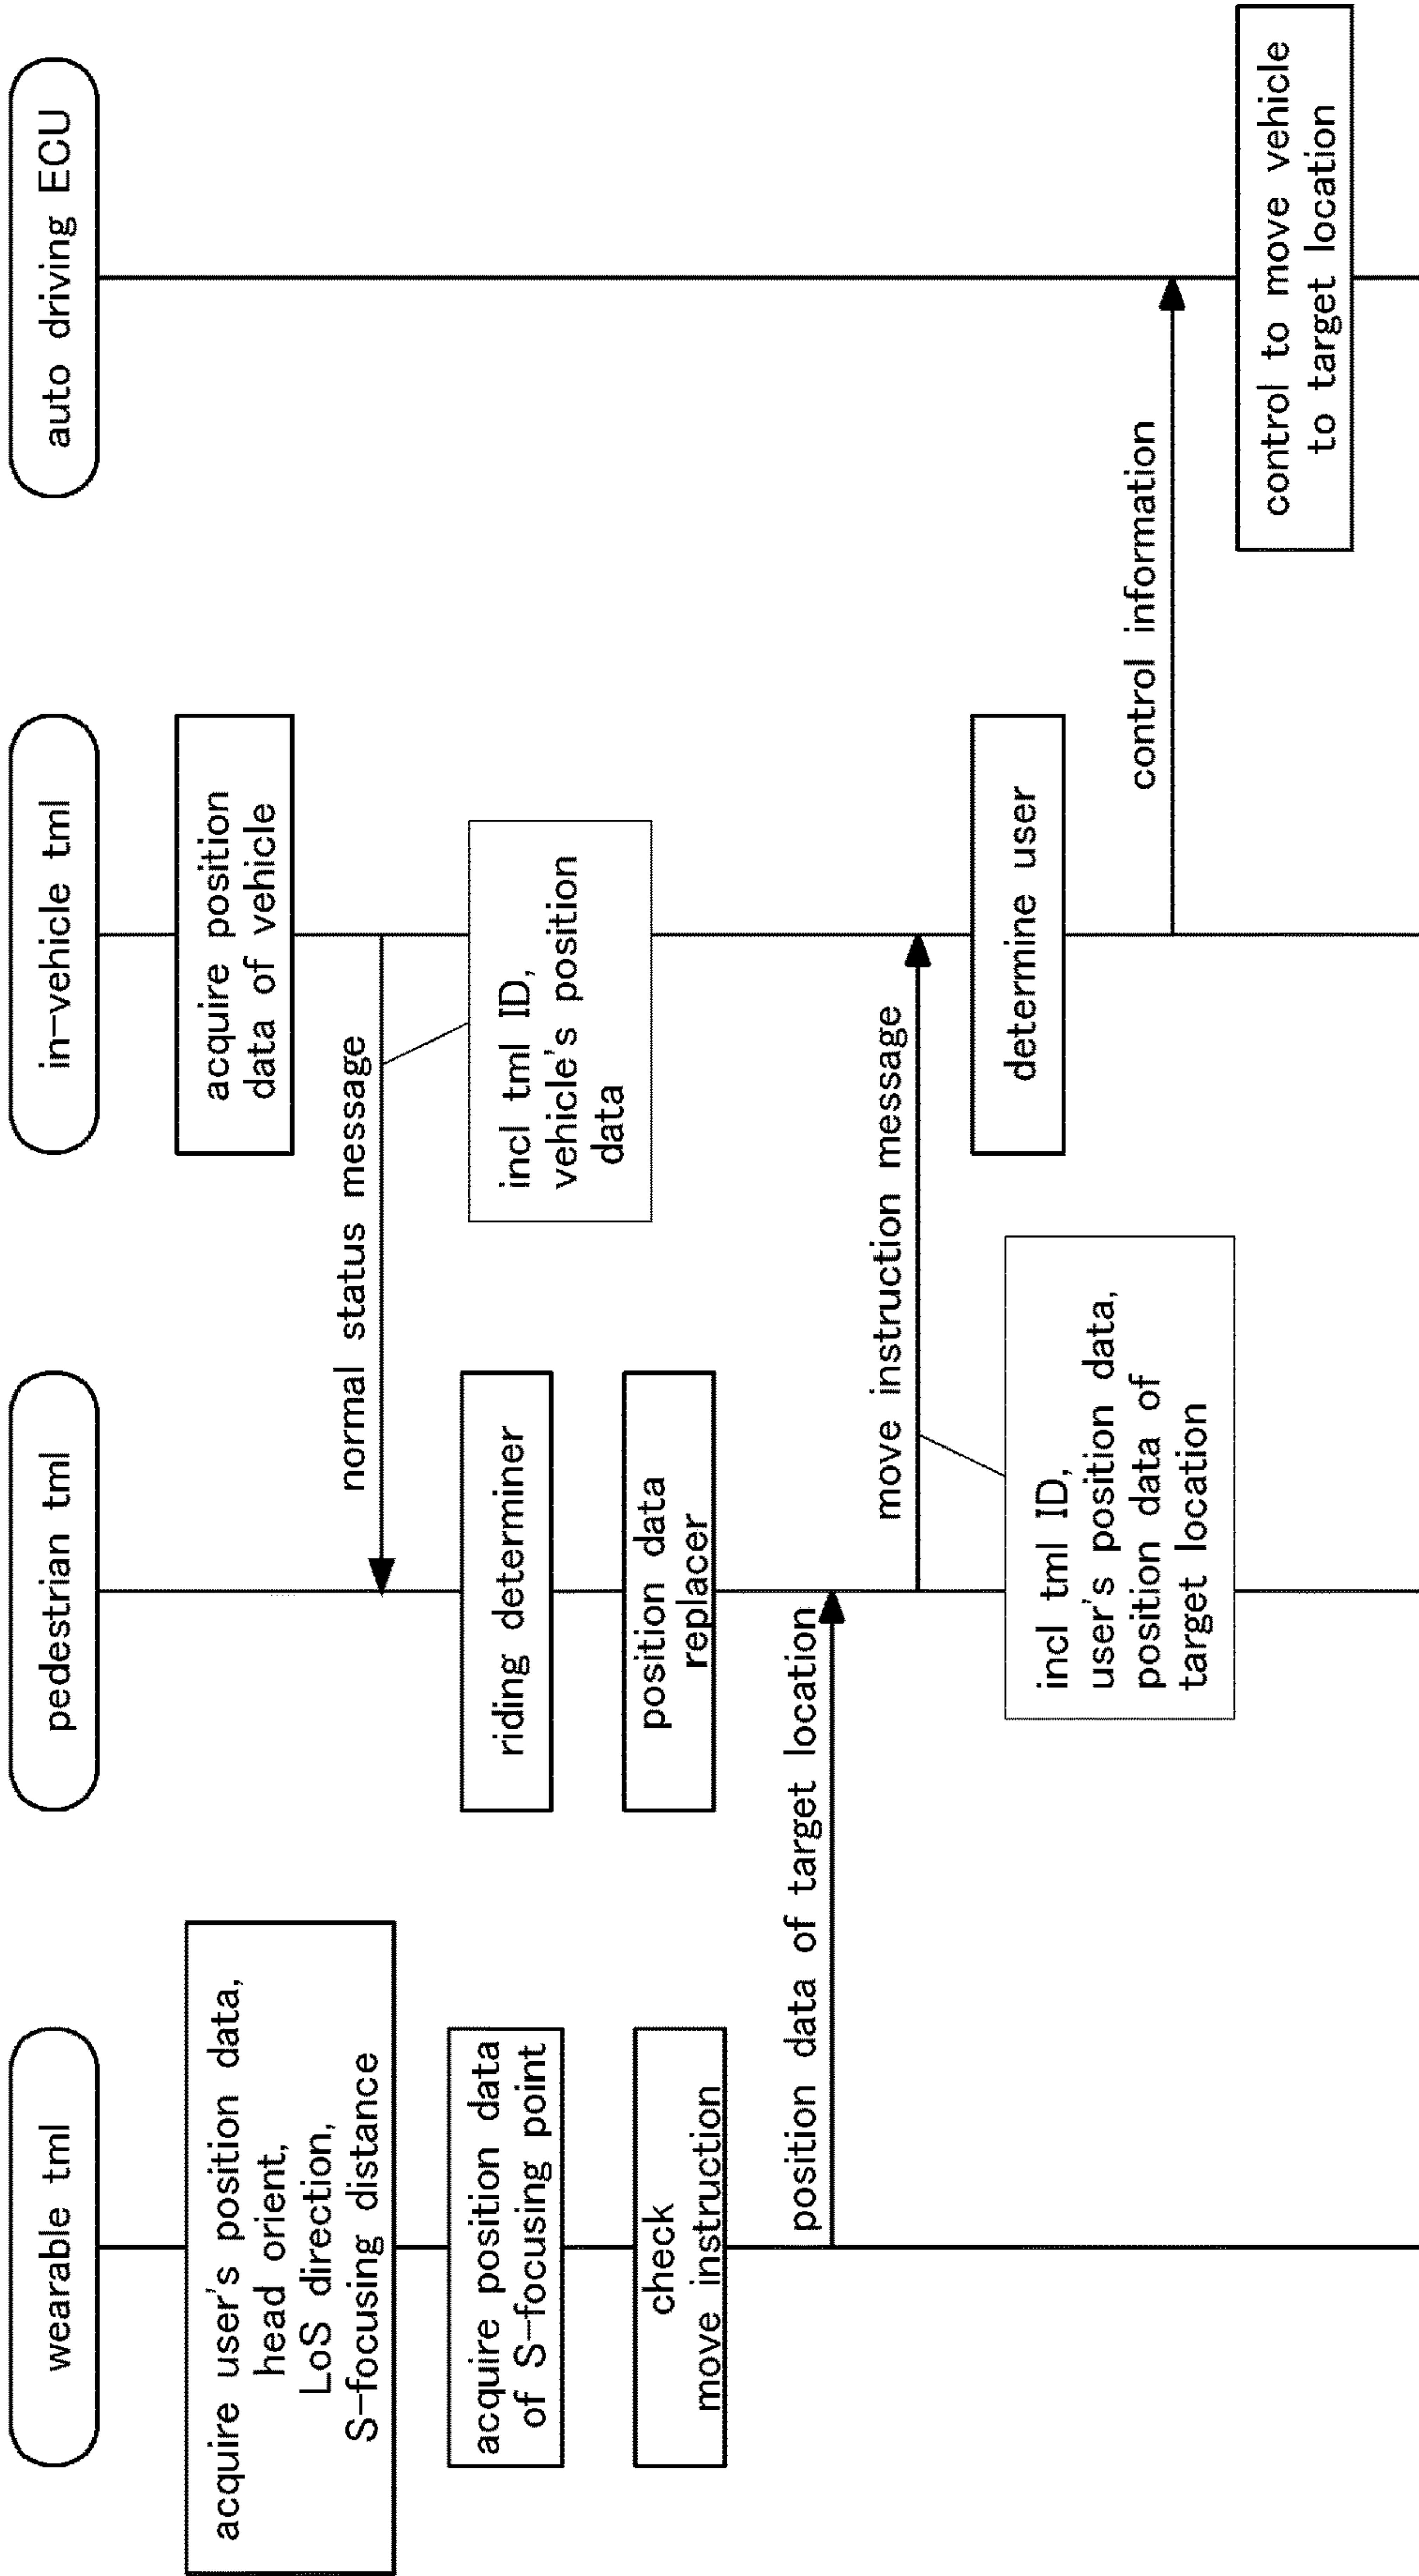 wearable tml
pedestrian tml
in-vehicle tml
auto driving ECU
acquire user's position data,
head orient,
LoS direction,
S-focusing distance
acquire position
data of vehicle
normal status message
incl tml ID,
vehicle's position
data
acquire position data
of S-focusing point
riding determiner
check
move instruction
position data
replacer
position data of target location
move instruction message
incl tml ID,
user's position data,
position data of
target location
determine user
control information
control to move vehicle
to target location